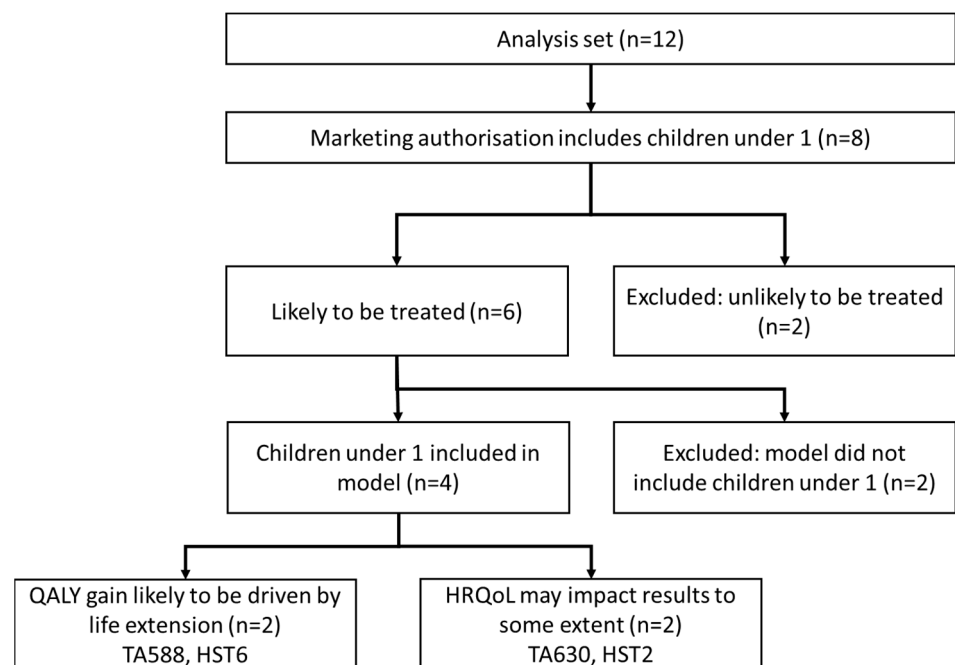 Analysis set (n=12)
Marketing authorisation includes children under 1 (n=8)
Likely to be treated (n=6)
Excluded: unlikely to be treated
(n=2)
Children under 1 included in
model (n=4)
Excluded: model did not
include children under 1 (n=2)
QALY gain likely to be driven by
life extension (n=2)
TA588, HST6
HRQoL may impact results to
some extent (n=2)
TA630, HST2